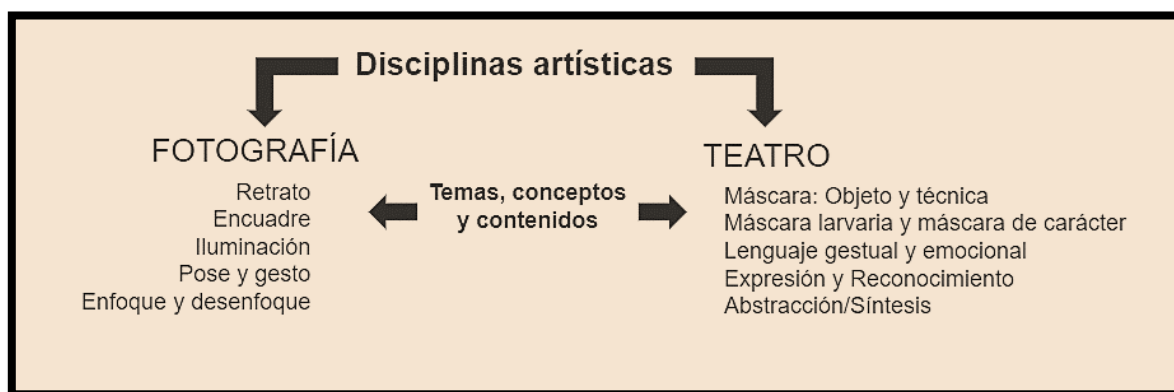 Disciplinas artísticas
FOTOGRAFÍA
Retrato
Encuadre
Iluminación
Pose y gesto
Enfoque y desenfoque
Temas, conceptos
y contenidos
TEATRO
Máscara: Objeto y técnica
Máscara larvaria y máscara de carácter
Lenguaje gestual y emocional
Expresión y Reconocimiento
Abstracción/Síntesis